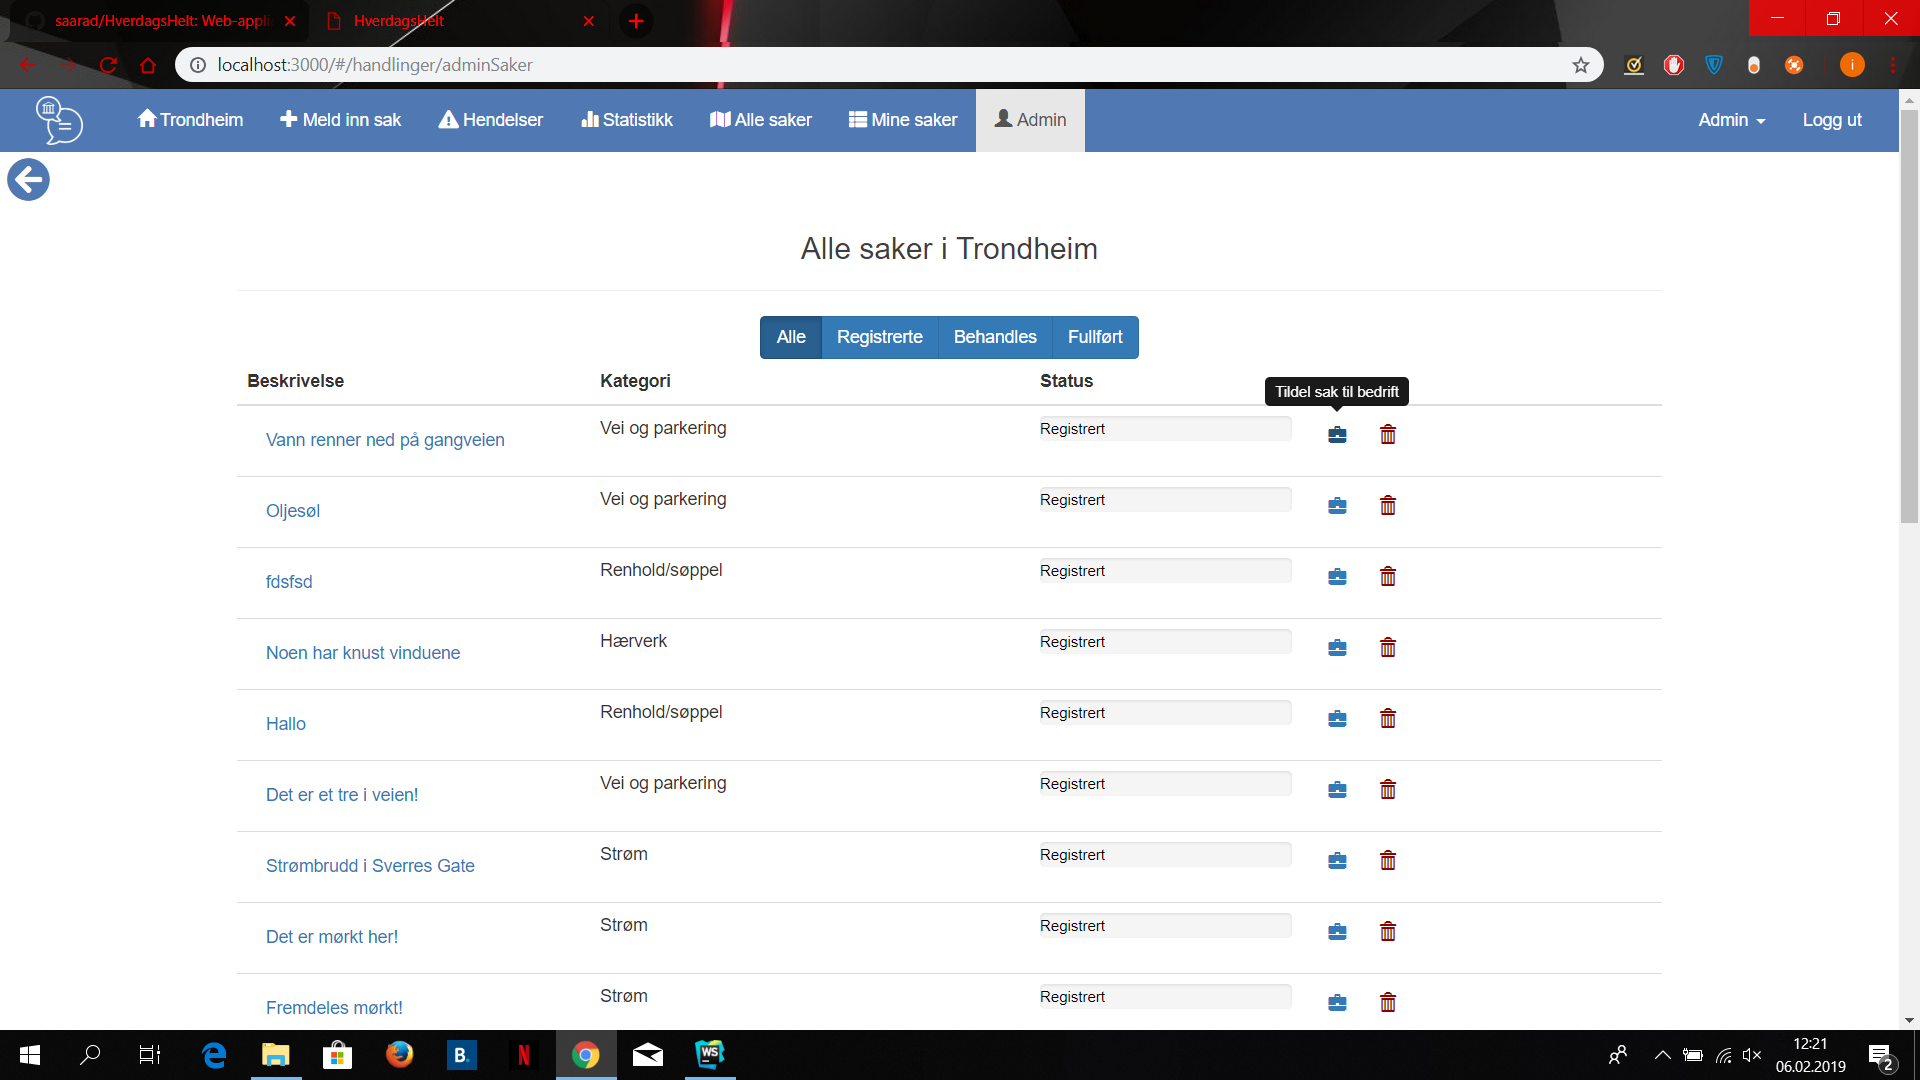 saarad/HverdagsHelt: Web-appli
HverdagsHelt
localhost:3000/#/handlinger/adminSaker
i
Trondheim
Meld inn sak
Hendelser
Statistikk
Alle saker
Mine saker
Admin
Admin
Logg ut
Alle saker i Trondheim
Alle
Registrerte
Behandles
Fullført
Beskrivelse
Kategori
Status
Tildel sak til bedrift
Vann renner ned på gangveien
Vei og parkering
Registrert
Oljesøl
Vei og parkering
Registrert
fdsfsd
Renhold/søppel
Registrert
Noen har knust vinduene
Hærverk
Registrert
Hallo
Renhold/søppel
Registrert
Det er et tre i veien!
Vei og parkering
Registrert
Strømbrudd i Sverres Gate
Strøm
Registrert
Det er mørkt her!
Strøm
Registrert
Fremdeles mørkt!
Strøm
Registrert
B.
N
WS
12:21
06.02.2019
2